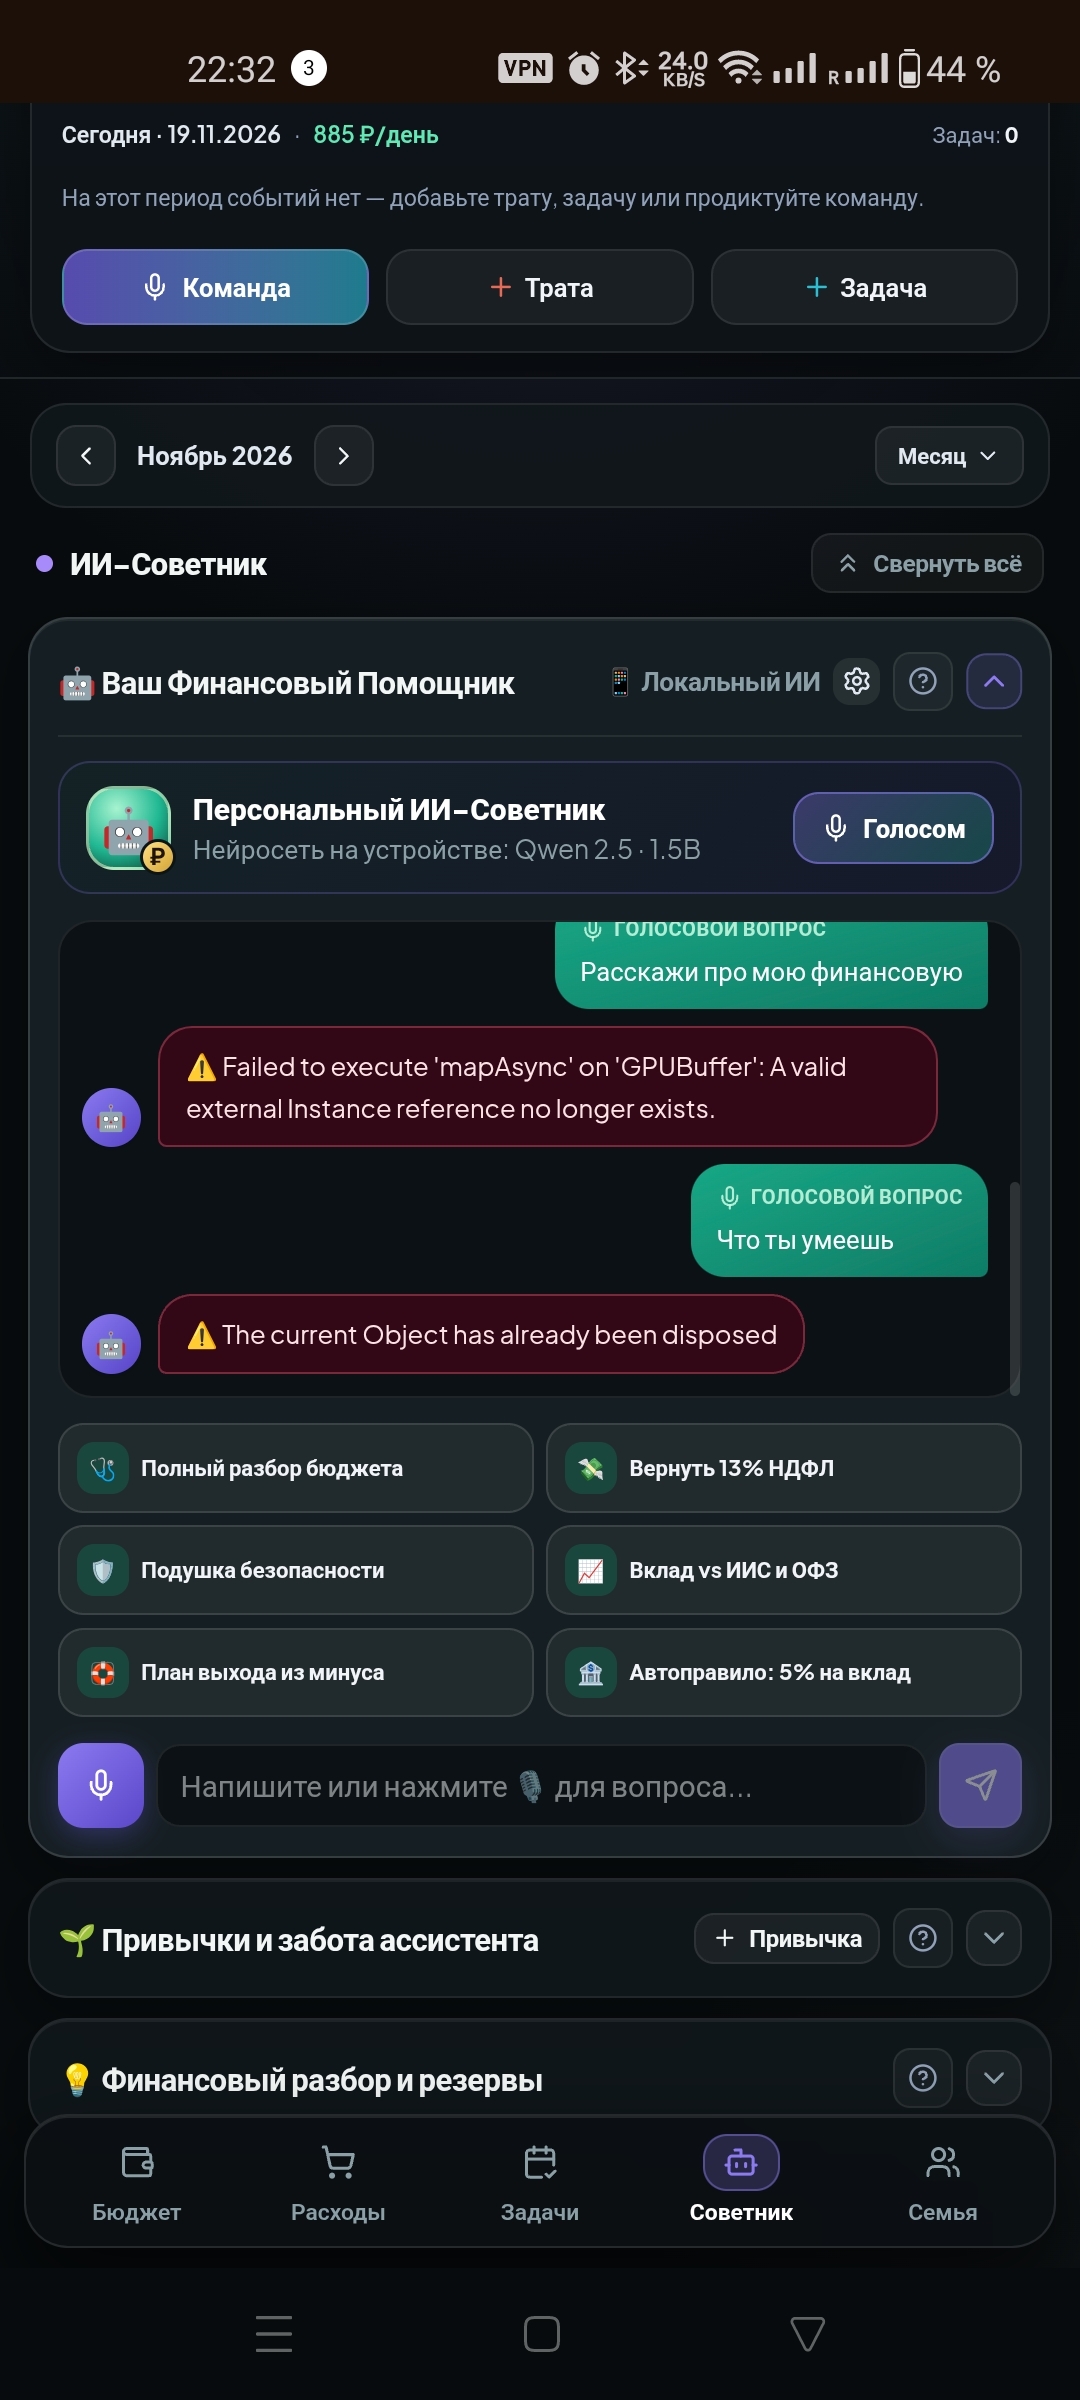 22:32 3 VPN 24.0 KB/S R 44 %
Сегодня · 19.11.2026 · 885 ₽/день Задач: 0
На этот период событий нет — добавьте трату, задачу или продиктуйте команду.
Команда + Трата + Задача
Ноябрь 2026 Месяц
ИИ-Советник Свернуть всё
Ваш Финансовый Помощник Локальный ИИ
Персональный ИИ-Советник
Нейросеть на устройстве: Qwen 2.5 · 1.5B
Голосом
ГОЛОСОВОЙ ВОПРОС
Расскажи про мою финансовую
⚠️ Failed to execute 'mapAsync' on 'GPUBuffer': A valid
external Instance reference no longer exists.
ГОЛОСОВОЙ ВОПРОС
Что ты умеешь
⚠️ The current Object has already been disposed
Полный разбор бюджета Вернуть 13% НДФЛ
Подушка безопасности Вклад vs ИИС и ОФЗ
План выхода из минуса Автоправило: 5% на вклад
Напишите или нажмите 🎙️ для вопроса...
Привычки и забота ассистента + Привычка
Финансовый разбор и резервы
Бюджет Расходы Задачи Советник Семья